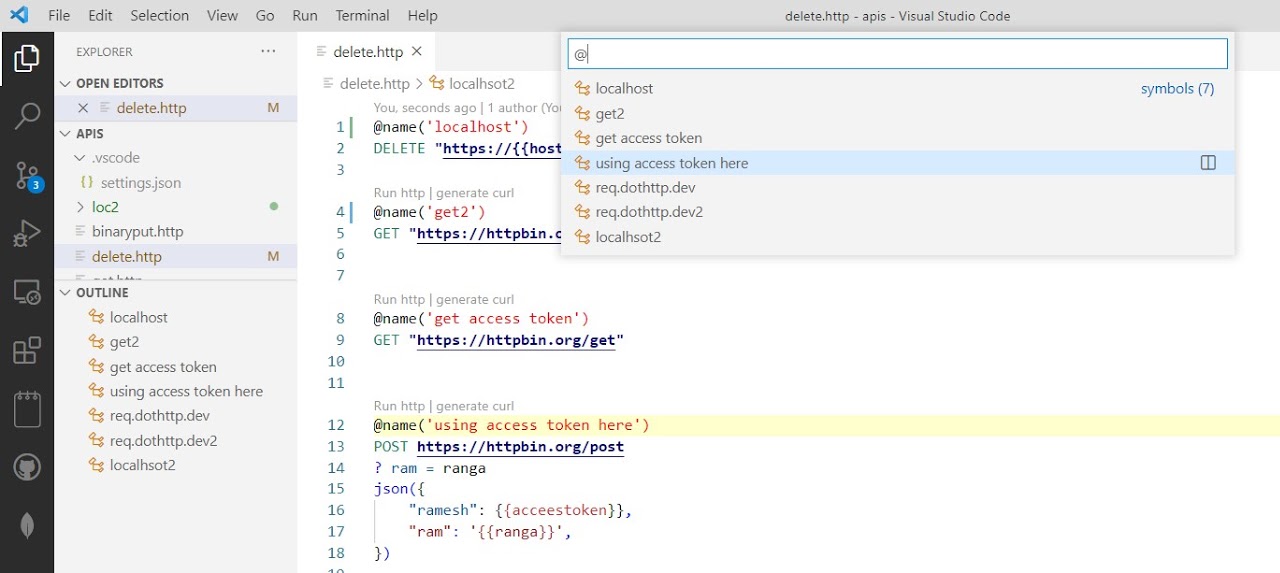 File Edit Selection View Go Run Terminal Help delete.http - apis - Visual Studio Code
EXPLORER ...
OPEN EDITORS
delete.http M
APIS
.vscode
{} settings.json
loc2
binaryput.http
delete.http M
get.http
OUTLINE
localhost
get2
get access token
using access token here
req.dothttp.dev
req.dothttp.dev2
localhsot2
3
delete.http
delete.http > localhsot2
@
localhost symbols (7)
get2
get access token
using access token here
req.dothttp.dev
req.dothttp.dev2
localhsot2
You, seconds ago | 1 author (You
1 @name('localhost')
2 DELETE "https://{{host
3
Run http | generate curl
4 @name('get2')
5 GET "https://httpbin.o
6
7
Run http | generate curl
8 @name('get access token')
9 GET "https://httpbin.org/get"
10
11
Run http | generate curl
12 @name('using access token here')
13 POST https://httpbin.org/post
14 ? ram = ranga
15 json({
16 "ramesh": {{acceestoken}},
17 "ram": '{{ranga}}',
18 })